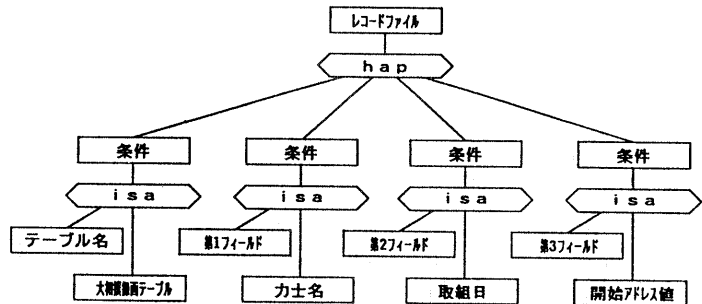 レコードファイル
hap
条件 条件 条件 条件
isa isa isa isa
テーブル名 第1フィールド 第2フィールド 第3フィールド
大相撲動画テーブル 力士名 取組日 開始アドレス値